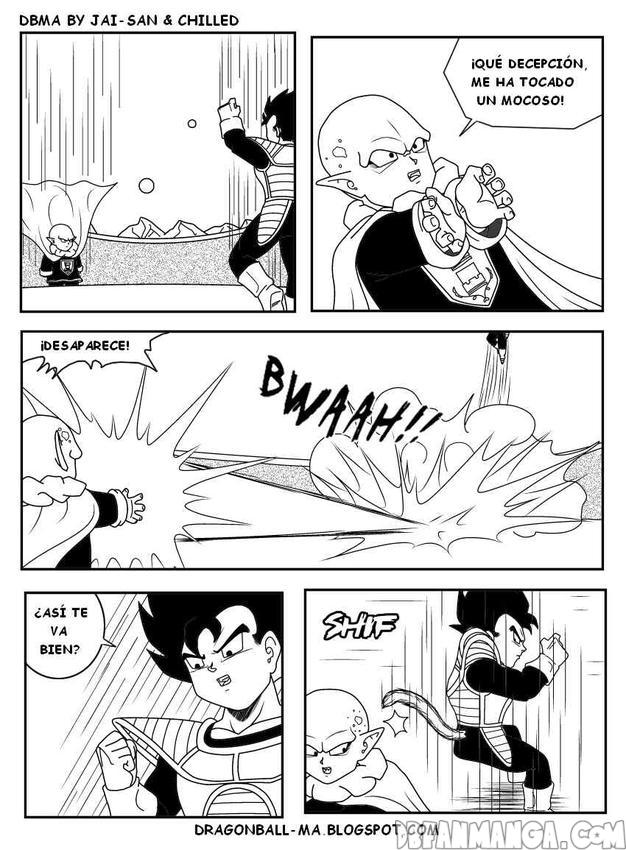 DBMA BY JAI-SAN & CHILLED
¡QUÉ DECEPCIÓN,
ME HA TOCADO
UN MOCOSO!
¡DESAPARECE!
BWAAH!!
¿ASÍ TE
VA
BIEN?
SHIF
DRAGONBALL-MA.BLOGSPOT.COM
DBFANMANGA.COM